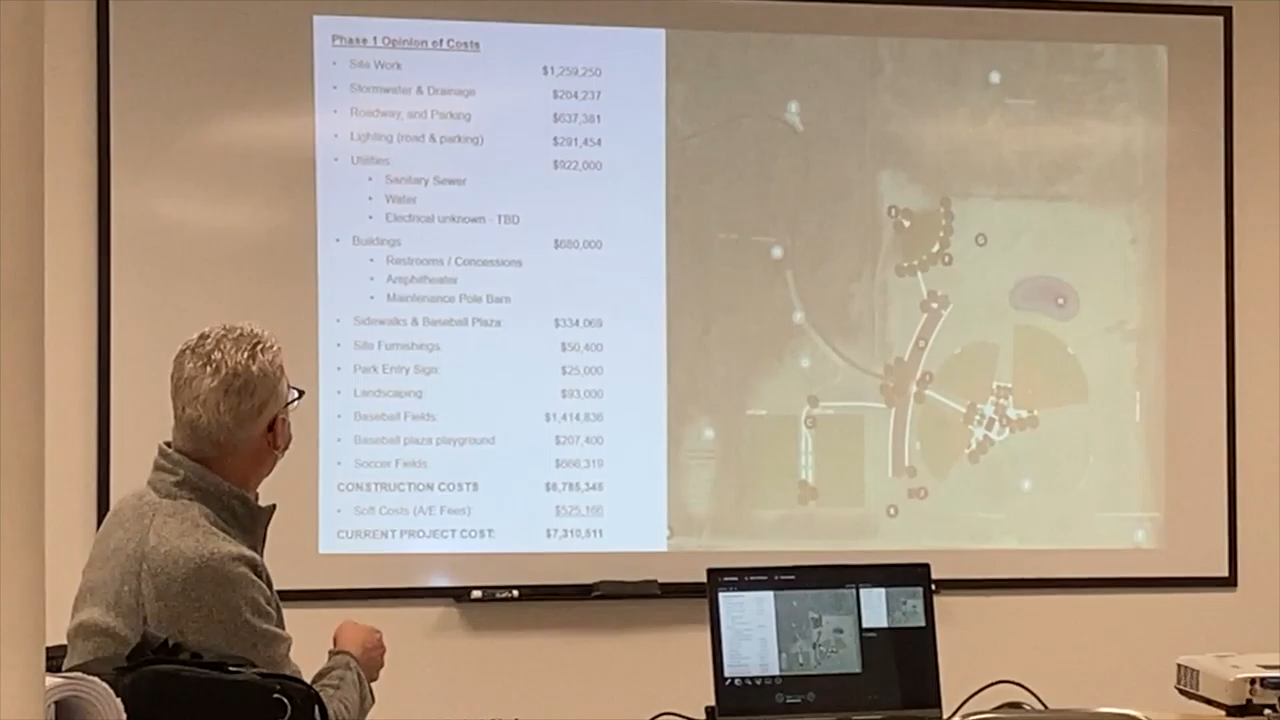 Phase 1 Opinion of Costs
• Site Work $1,259,250
• Stormwater & Drainage $204,237
• Roadway, and Parking $637,381
• Lighting (road & parking) $291,454
• Utilities: $922,000
• Sanitary Sewer
• Water
• Electrical unknown - TBD
• Buildings $680,000
• Restrooms / Concessions
• Amphitheater
• Maintenance Pole Barn
• Sidewalks & Baseball Plaza: $334,069
• Site Furnishings: $50,400
• Park Entry Sign: $25,000
• Landscaping: $93,000
• Baseball Fields: $1,414,836
• Baseball plaza playground $207,400
• Soccer Fields: $666,319
CONSTRUCTION COSTS $6,785,345
• Soft Costs (A/E Fees): $525,166
CURRENT PROJECT COST: $7,310,511